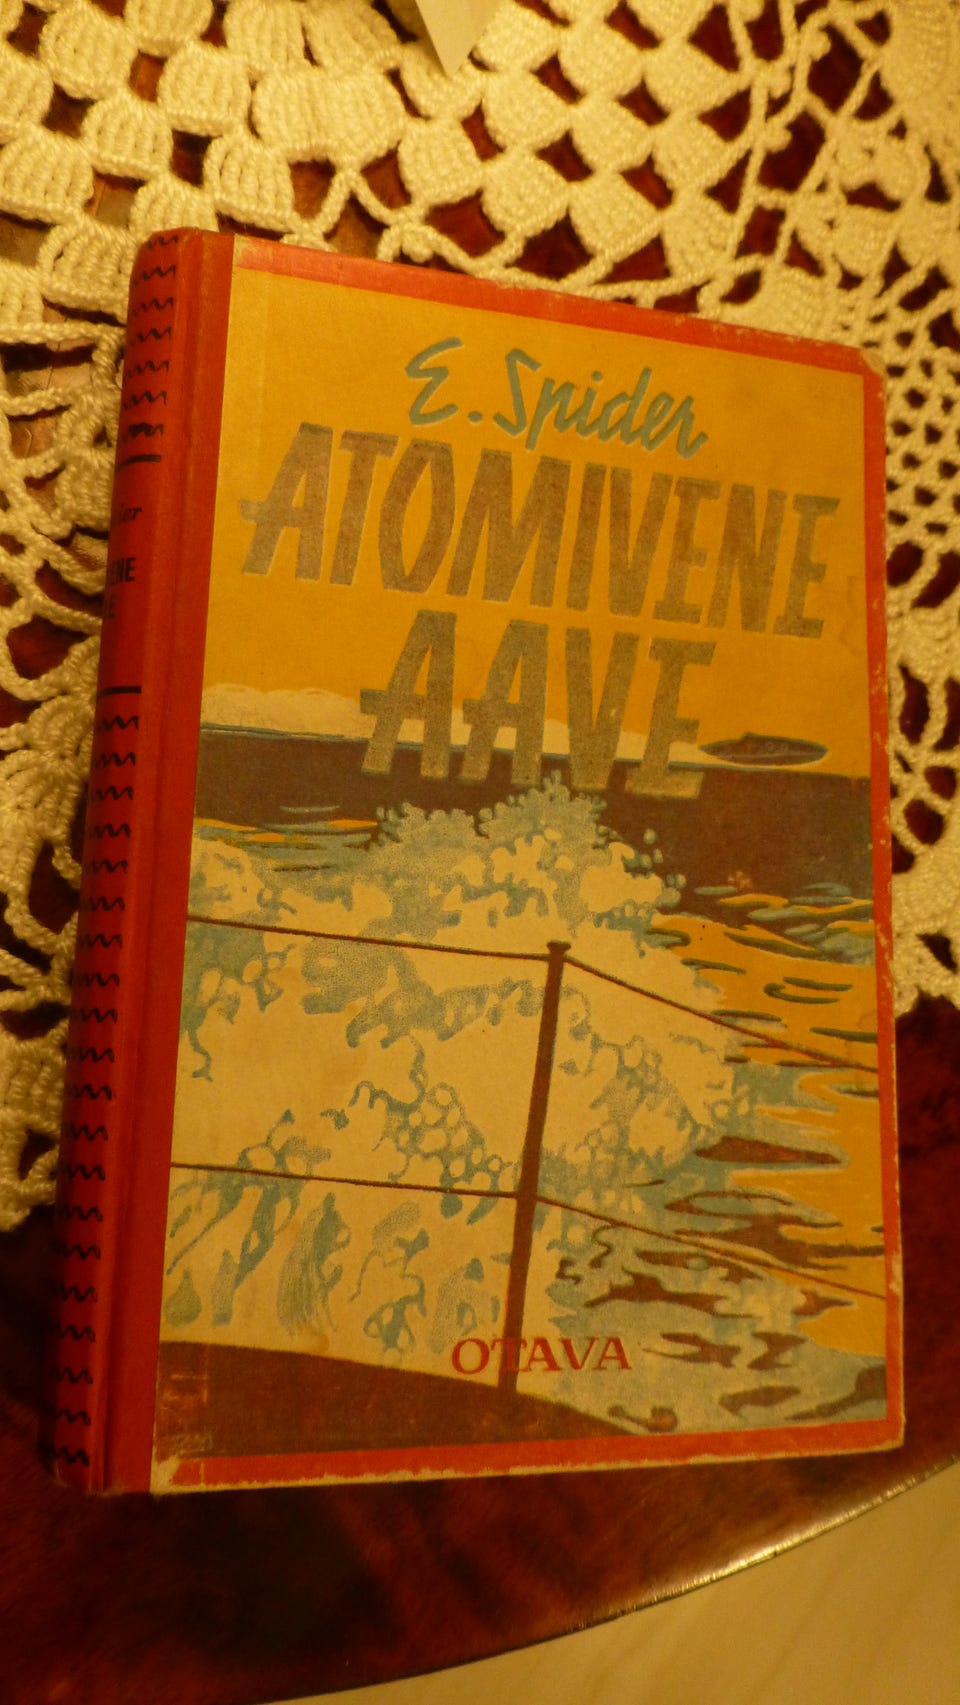 E. Spider
ATOMIVENE
AAVE
OTAVA